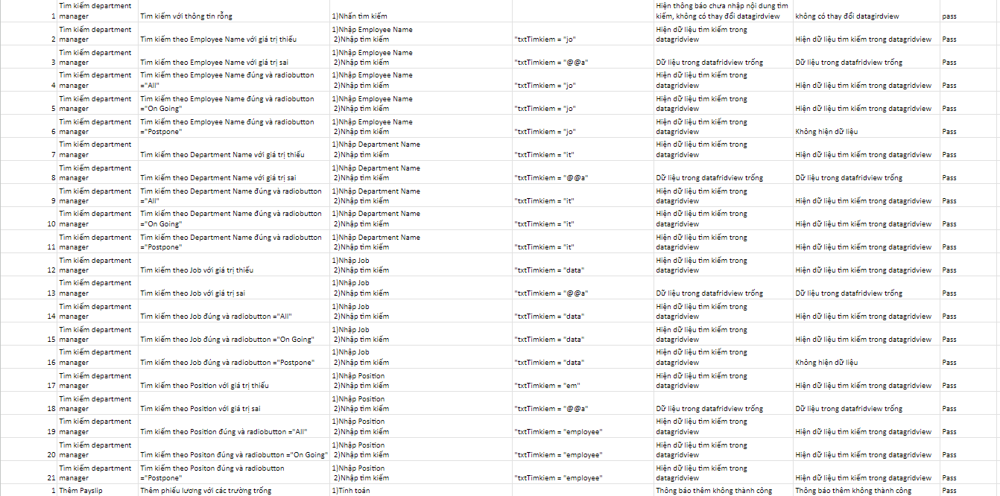 1 Tìm kiếm department manager Tìm kiếm với thông tin rỗng 1)Nhấn tìm kiếm Hiện thông báo chưa nhập nội dung tìm kiếm, không có thay đổi datagirdview không có thay đổi datagirdview pass
2 Tìm kiếm department manager Tìm kiếm theo Employee Name với giá trị thiếu 1)Nhập Employee Name 2)Nhập tìm kiếm "txtTimkiem = "jo" Hiện dữ liệu tìm kiếm trong datagridview Hiện dữ liệu tìm kiếm trong datagridview Pass
3 Tìm kiếm department manager Tìm kiếm theo Employee Name với giá trị sai 1)Nhập Employee Name 2)Nhập tìm kiếm "txtTimkiem = "@@a" Dữ liệu trong datafridview trống Dữ liệu trong datafridview trống Pass
4 Tìm kiếm department manager Tìm kiếm theo Employee Name đúng và radiobutton ="All" 1)Nhập Employee Name 2)Nhập tìm kiếm "txtTimkiem = "jo" Hiện dữ liệu tìm kiếm trong datagridview Hiện dữ liệu tìm kiếm trong datagridview Pass
5 Tìm kiếm department manager Tìm kiếm theo Employee Name đúng và radiobutton ="On Going" 1)Nhập Employee Name 2)Nhập tìm kiếm "txtTimkiem = "jo" Hiện dữ liệu tìm kiếm trong datagridview Hiện dữ liệu tìm kiếm trong datagridview Pass
6 Tìm kiếm department manager Tìm kiếm theo Employee Name đúng và radiobutton ="Postpone" 1)Nhập Employee Name 2)Nhập tìm kiếm "txtTimkiem = "jo" Hiện dữ liệu tìm kiếm trong datagridview Không hiện dữ liệu Pass
7 Tìm kiếm department manager Tìm kiếm theo Department Name với giá trị thiếu 1)Nhập Department Name 2)Nhập tìm kiếm "txtTimkiem = "it" Hiện dữ liệu tìm kiếm trong datagridview Hiện dữ liệu tìm kiếm trong datagridview Pass
8 Tìm kiếm department manager Tìm kiếm theo Department Name với giá trị sai 1)Nhập Department Name 2)Nhập tìm kiếm "txtTimkiem = "@@a" Dữ liệu trong datafridview trống Dữ liệu trong datafridview trống Pass
9 Tìm kiếm department manager Tìm kiếm theo Department Name đúng và radiobutton ="All" 1)Nhập Department Name 2)Nhập tìm kiếm "txtTimkiem = "it" Hiện dữ liệu tìm kiếm trong datagridview Hiện dữ liệu tìm kiếm trong datagridview Pass
10 Tìm kiếm department manager Tìm kiếm theo Department Name đúng và radiobutton ="On Going" 1)Nhập Department Name 2)Nhập tìm kiếm "txtTimkiem = "it" Hiện dữ liệu tìm kiếm trong datagridview Hiện dữ liệu tìm kiếm trong datagridview Pass
11 Tìm kiếm department manager Tìm kiếm theo Department Name đúng và radiobutton ="Postpone" 1)Nhập Department Name 2)Nhập tìm kiếm "txtTimkiem = "it" Hiện dữ liệu tìm kiếm trong datagridview Hiện dữ liệu tìm kiếm trong datagridview Pass
12 Tìm kiếm department manager Tìm kiếm theo Job với giá trị thiếu 1)Nhập Job 2)Nhập tìm kiếm "txtTimkiem = "data" Hiện dữ liệu tìm kiếm trong datagridview Hiện dữ liệu tìm kiếm trong datagridview Pass
13 Tìm kiếm department manager Tìm kiếm theo Job với giá trị sai 1)Nhập Job 2)Nhập tìm kiếm "txtTimkiem = "@@a" Dữ liệu trong datafridview trống Dữ liệu trong datafridview trống Pass
14 Tìm kiếm department manager Tìm kiếm theo Job đúng và radiobutton ="All" 1)Nhập Job 2)Nhập tìm kiếm "txtTimkiem = "data" Hiện dữ liệu tìm kiếm trong datagridview Hiện dữ liệu tìm kiếm trong datagridview Pass
15 Tìm kiếm department manager Tìm kiếm theo Job đúng và radiobutton ="On Going" 1)Nhập Job 2)Nhập tìm kiếm "txtTimkiem = "data" Hiện dữ liệu tìm kiếm trong datagridview Hiện dữ liệu tìm kiếm trong datagridview Pass
16 Tìm kiếm department manager Tìm kiếm theo Job đúng và radiobutton ="Postpone" 1)Nhập Job 2)Nhập tìm kiếm "txtTimkiem = "data" Hiện dữ liệu tìm kiếm trong datagridview Không hiện dữ liệu Pass
17 Tìm kiếm department manager Tìm kiếm theo Position với giá trị thiếu 1)Nhập Position 2)Nhập tìm kiếm "txtTimkiem = "em" Hiện dữ liệu tìm kiếm trong datagridview Hiện dữ liệu tìm kiếm trong datagridview Pass
18 Tìm kiếm department manager Tìm kiếm theo Position với giá trị sai 1)Nhập Position 2)Nhập tìm kiếm "txtTimkiem = "@@a" Dữ liệu trong datafridview trống Dữ liệu trong datafridview trống Pass
19 Tìm kiếm department manager Tìm kiếm theo Position đúng và radiobutton ="All" 1)Nhập Position 2)Nhập tìm kiếm "txtTimkiem = "employee" Hiện dữ liệu tìm kiếm trong datagridview Hiện dữ liệu tìm kiếm trong datagridview Pass
20 Tìm kiếm department manager Tìm kiếm theo Positon đúng và radiobutton ="On Going" 1)Nhập Position 2)Nhập tìm kiếm "txtTimkiem = "employee" Hiện dữ liệu tìm kiếm trong datagridview Hiện dữ liệu tìm kiếm trong datagridview Pass
21 Tìm kiếm department manager Tìm kiếm theo Positon đúng và radiobutton ="Postpone" 1)Nhập Position 2)Nhập tìm kiếm "txtTimkiem = "employee" Hiện dữ liệu tìm kiếm trong datagridview Hiện dữ liệu tìm kiếm trong datagridview Pass
1 Thêm Payslip Thêm phiếu lương với các trường trống 1)Tính toán Thông báo thêm không thành công Thông báo thêm không thành công Pass